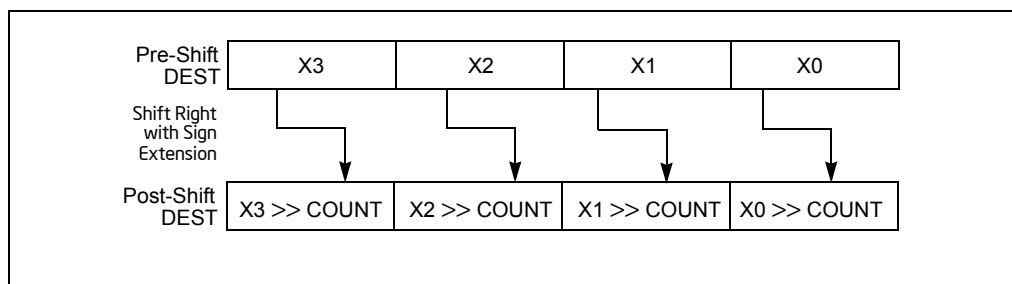 Pre-Shift
DEST
X3 X2 X1 X0
Shift Right
with Sign
Extension
Post-Shift
DEST
X3 >> COUNT X2 >> COUNT X1 >> COUNT X0 >> COUNT